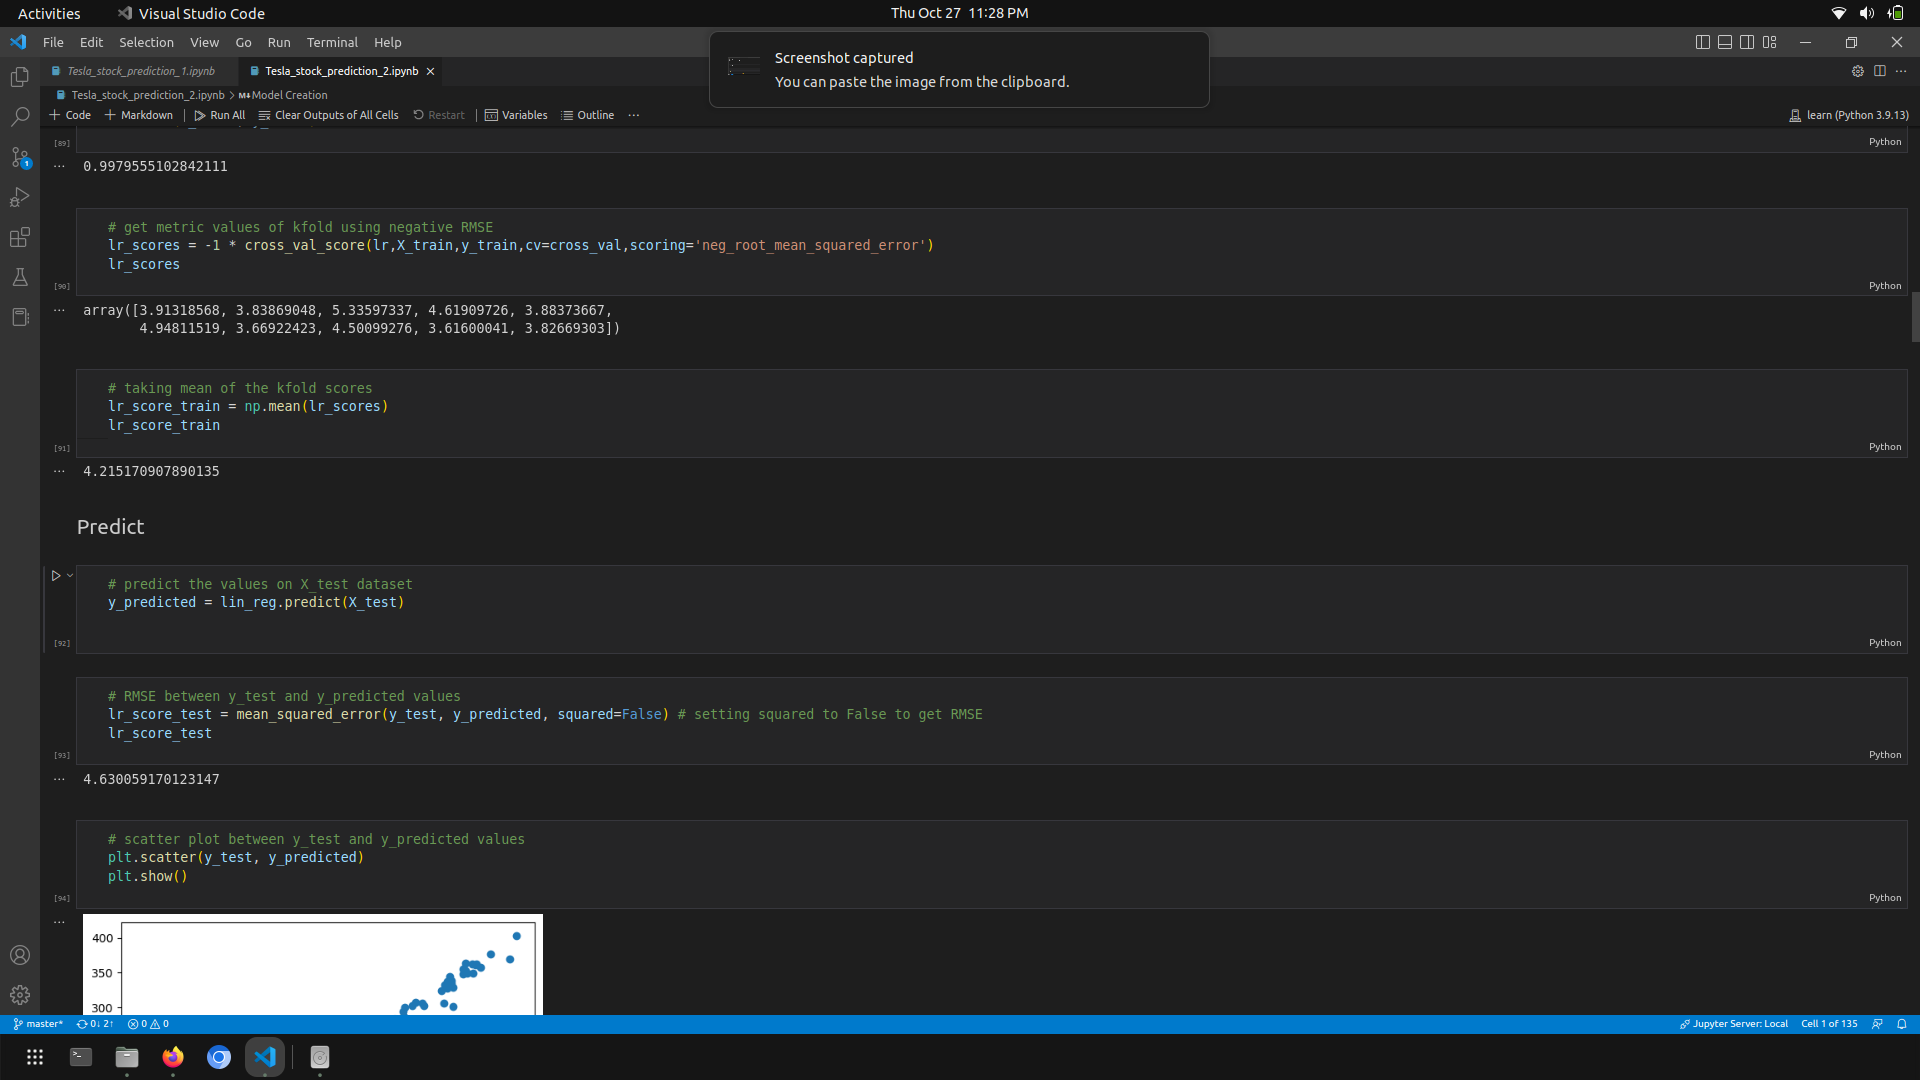 Activities
Visual Studio Code
Thu Oct 27 11:28 PM
File Edit Selection View Go Run Terminal Help
Screenshot captured
You can paste the image from the clipboard.
Tesla_stock_prediction_1.ipynb
Tesla_stock_prediction_2.ipynb
Tesla_stock_prediction_2.ipynb > M↓ Model Creation
+ Code + Markdown | Run All Clear Outputs of All Cells Restart | Variables Outline ...
learn (Python 3.9.13)
[89]
Python
... 0.9979555102842111
# get metric values of kfold using negative RMSE
lr_scores = -1 * cross_val_score(lr,X_train,y_train,cv=cross_val,scoring='neg_root_mean_squared_error')
lr_scores
[90]
Python
... array([3.91318568, 3.83869048, 5.33597337, 4.61909726, 3.88373667,
4.94811519, 3.66922423, 4.50099276, 3.61600041, 3.82669303])
# taking mean of the kfold scores
lr_score_train = np.mean(lr_scores)
lr_score_train
[91]
Python
... 4.215170907890135
Predict
# predict the values on X_test dataset
y_predicted = lin_reg.predict(X_test)
[92]
Python
# RMSE between y_test and y_predicted values
lr_score_test = mean_squared_error(y_test, y_predicted, squared=False) # setting squared to False to get RMSE
lr_score_test
[93]
Python
... 4.630059170123147
# scatter plot between y_test and y_predicted values
plt.scatter(y_test, y_predicted)
plt.show()
[94]
Python
...
400
350
300
master* 0↓ 2↑ 0 0
Jupyter Server: Local Cell 1 of 135